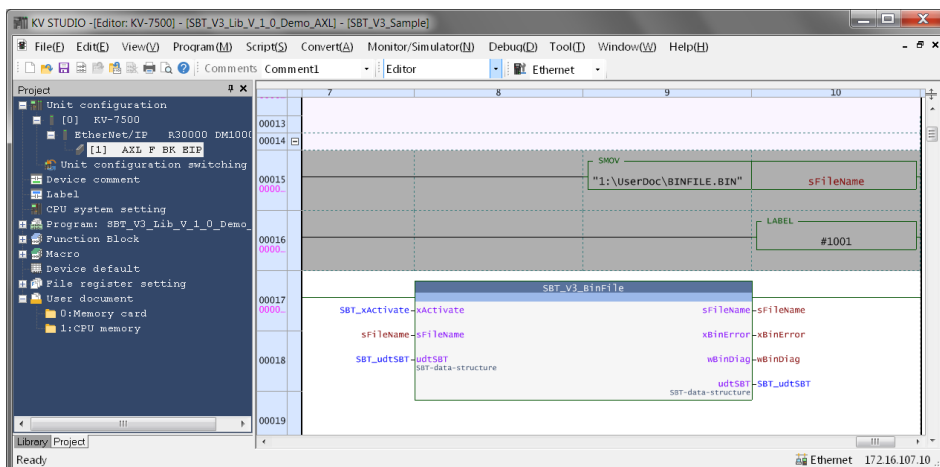 KV STUDIO -[Editor: KV-7500] - [SBT_V3_Lib_V_1_0_Demo_AXL] - [SBT_V3_Sample]
File(F) Edit(E) View(V) Program(M) Script(S) Convert(A) Monitor/Simulator(N) Debug(D) Tool(T) Window(W) Help(H)
Comments Comment1 Editor Ethernet
Project
7 8 9 10
Unit configuration
[0] KV-7500
EtherNet/IP R30000 DM1000
[1] AXL F BK EIP
Unit configuration switching
Device comment
Label
CPU system setting
Program: SBT_V3_Lib_V_1_0_Demo_
Function Block
Macro
Device default
File register setting
User document
0:Memory card
1:CPU memory
Library Project
00013
00014
SMOV
00015 "1:\UserDoc\BINFILE.BIN" sFileName
0000_
LABEL
00016 #1001
0000_
SBT_V3_BinFile
00017
0000_ SBT_xActivate xActivate sFileName sFileName
sFileName sFileName xBinError xBinError
00018 SBT_udtSBT udtSBT wBinDiag wBinDiag
SBT-data-structure
udtSBT SBT_udtSBT
SBT-data-structure
00019
Ready Ethernet 172.16.107.10